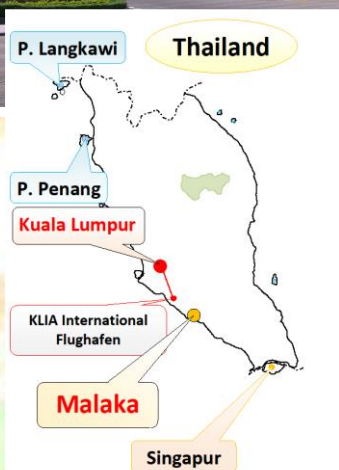 P. Langkawi
Thailand
P. Penang
Kuala Lumpur
KLIA International
Flughafen
Malaka
Singapur